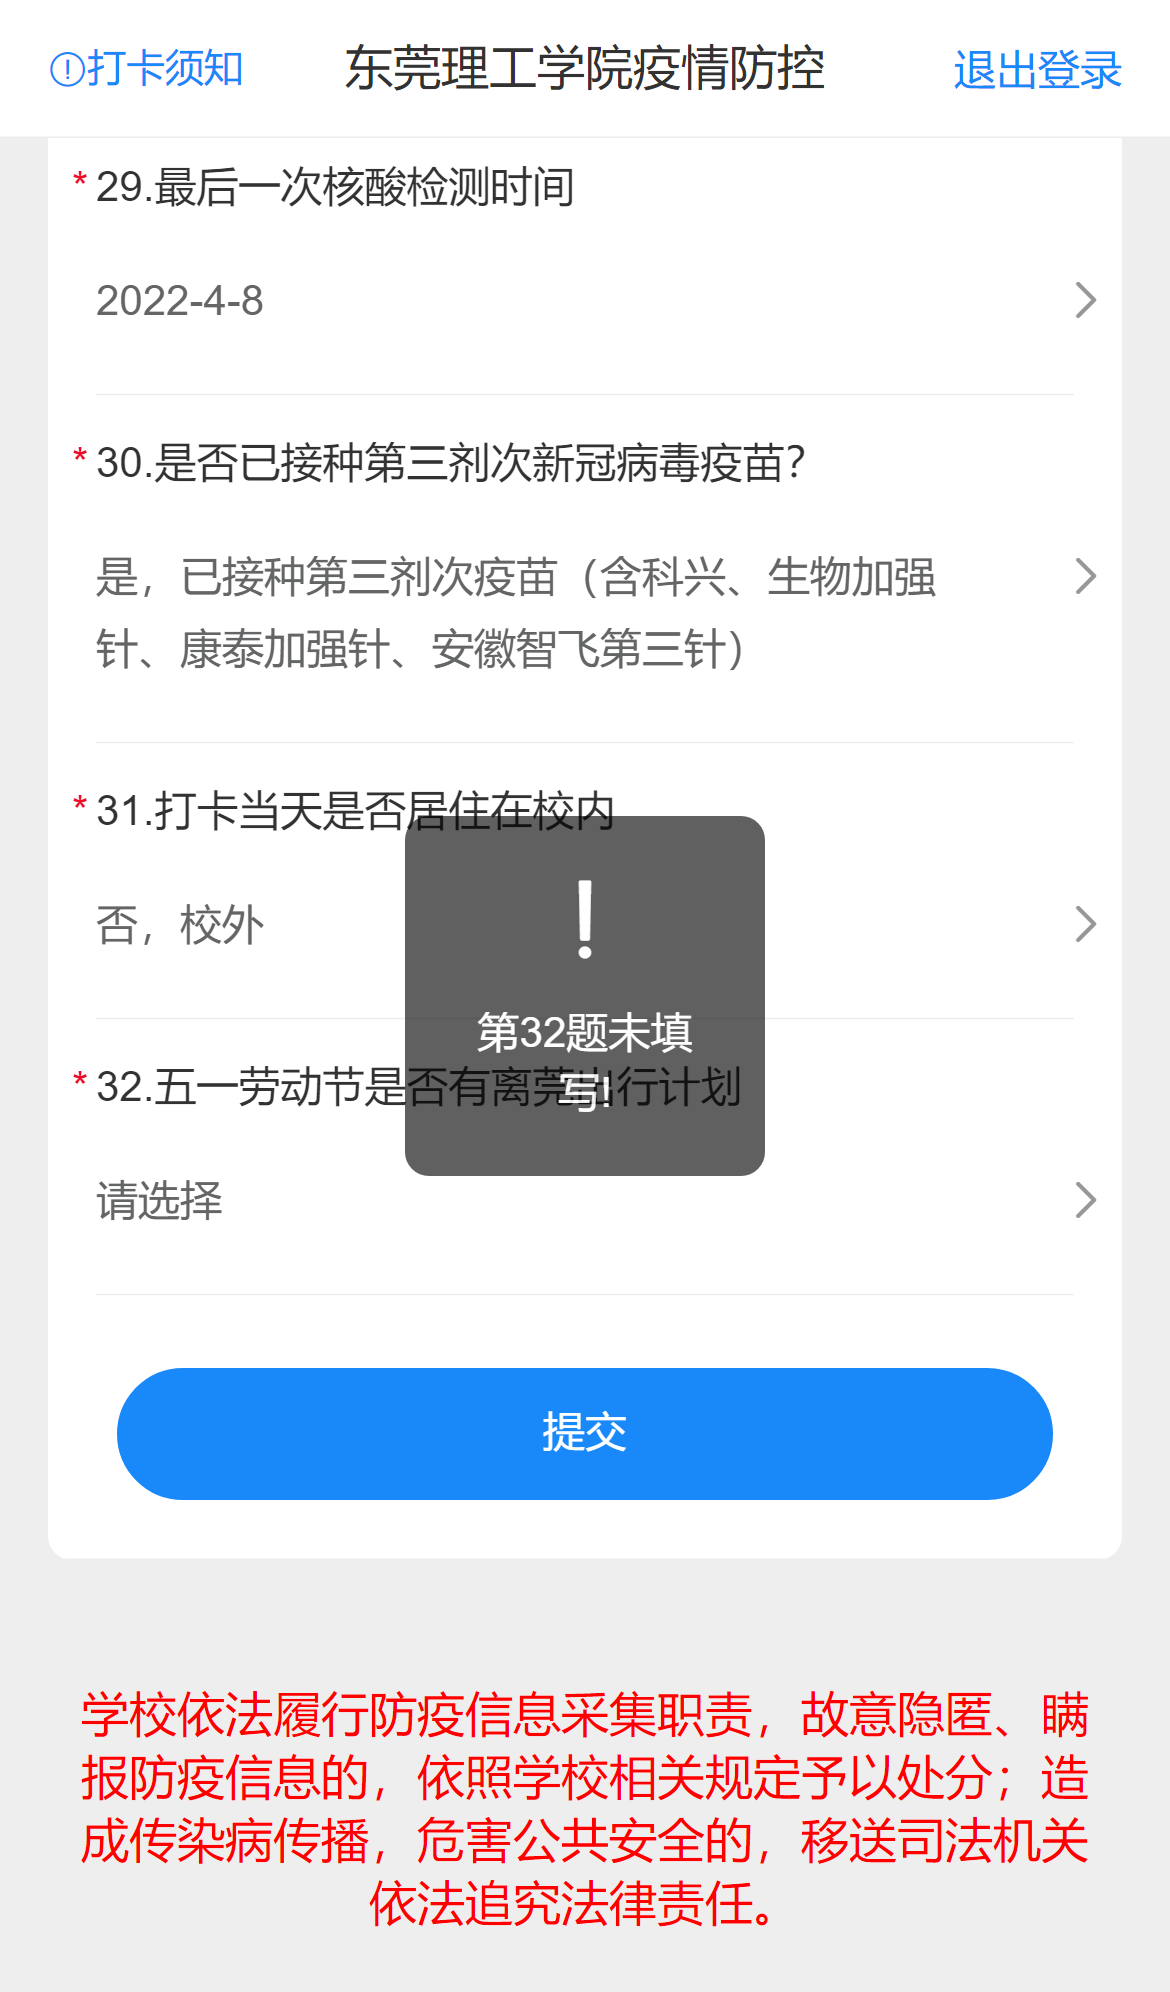 打卡须知 东莞理工学院疫情防控 退出登录
* 29.最后一次核酸检测时间
2022-4-8
* 30.是否已接种第三剂次新冠病毒疫苗?
是，已接种第三剂次疫苗（含科兴、生物加强
针、康泰加强针、安徽智飞第三针）
* 31.打卡当天是否居住在校内
否，校外
第32题未填
写!
* 32.五一劳动节是否有离莞出行计划
请选择
提交
学校依法履行防疫信息采集职责，故意隐匿、瞒
报防疫信息的，依照学校相关规定予以处分；造
成传染病传播，危害公共安全的，移送司法机关
依法追究法律责任。